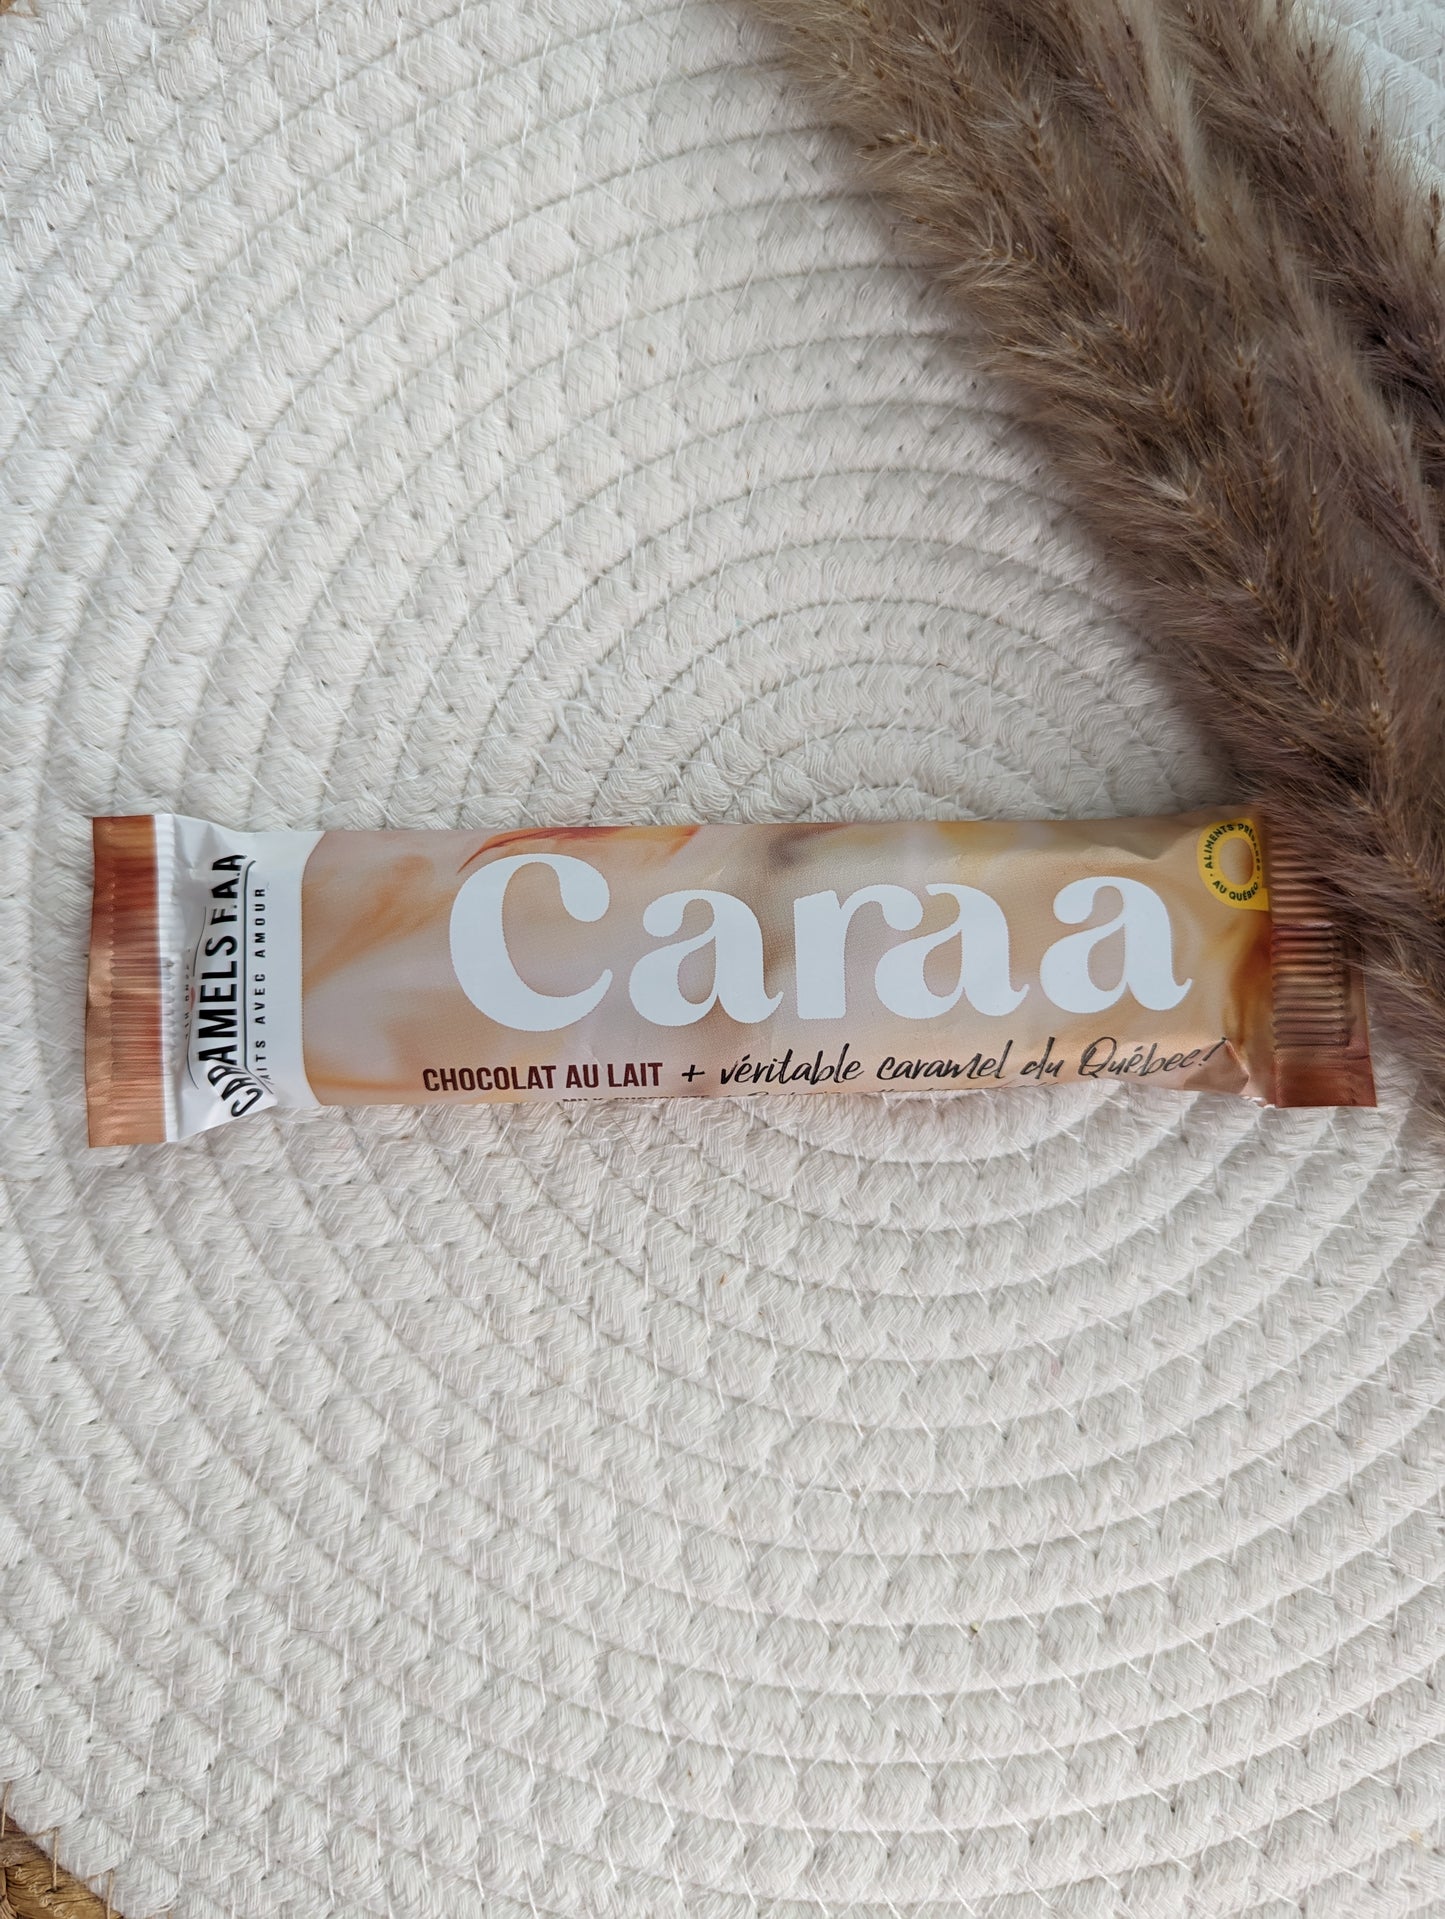 CARAMELS F.A.A
FAITS AVEC AMOUR
Caraa
CHOCOLAT AU LAIT + véritable caramel du Québec!
ALIMENTS PRÉPARÉS
AU QUÉBEC